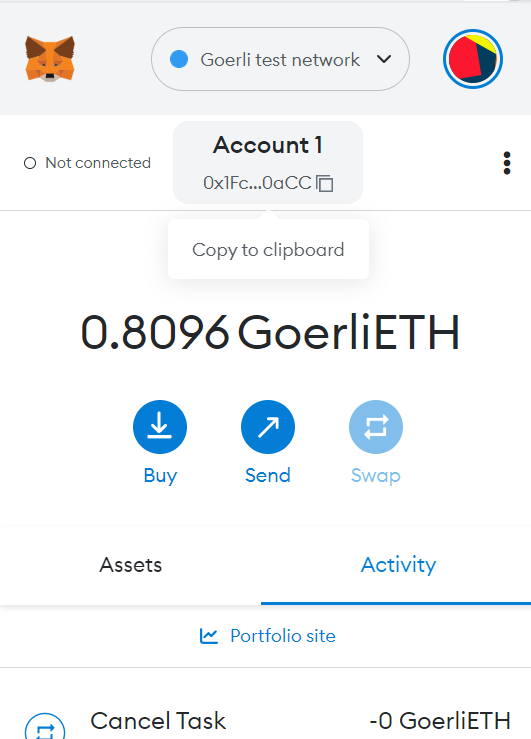 Goerli test network
Account 1
Not connected
0x1Fc...0aCC
Copy to clipboard
0.8096 GoerliETH
Buy Send Swap
Assets Activity
Portfolio site
Cancel Task -0 GoerliETH